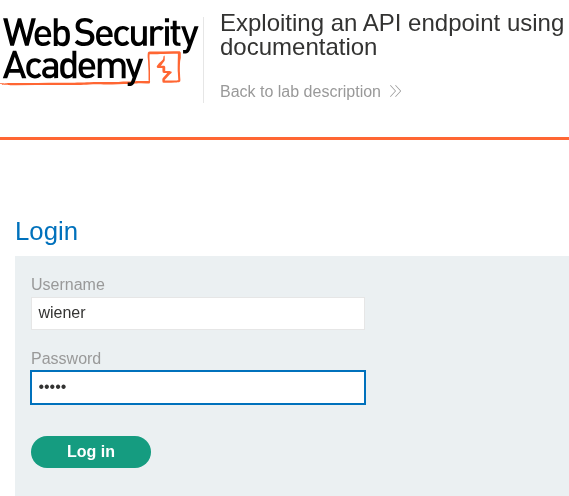 Web Security
Academy
Exploiting an API endpoint using
documentation
Back to lab description
Login
Username
wiener
Password
•••••
Log in